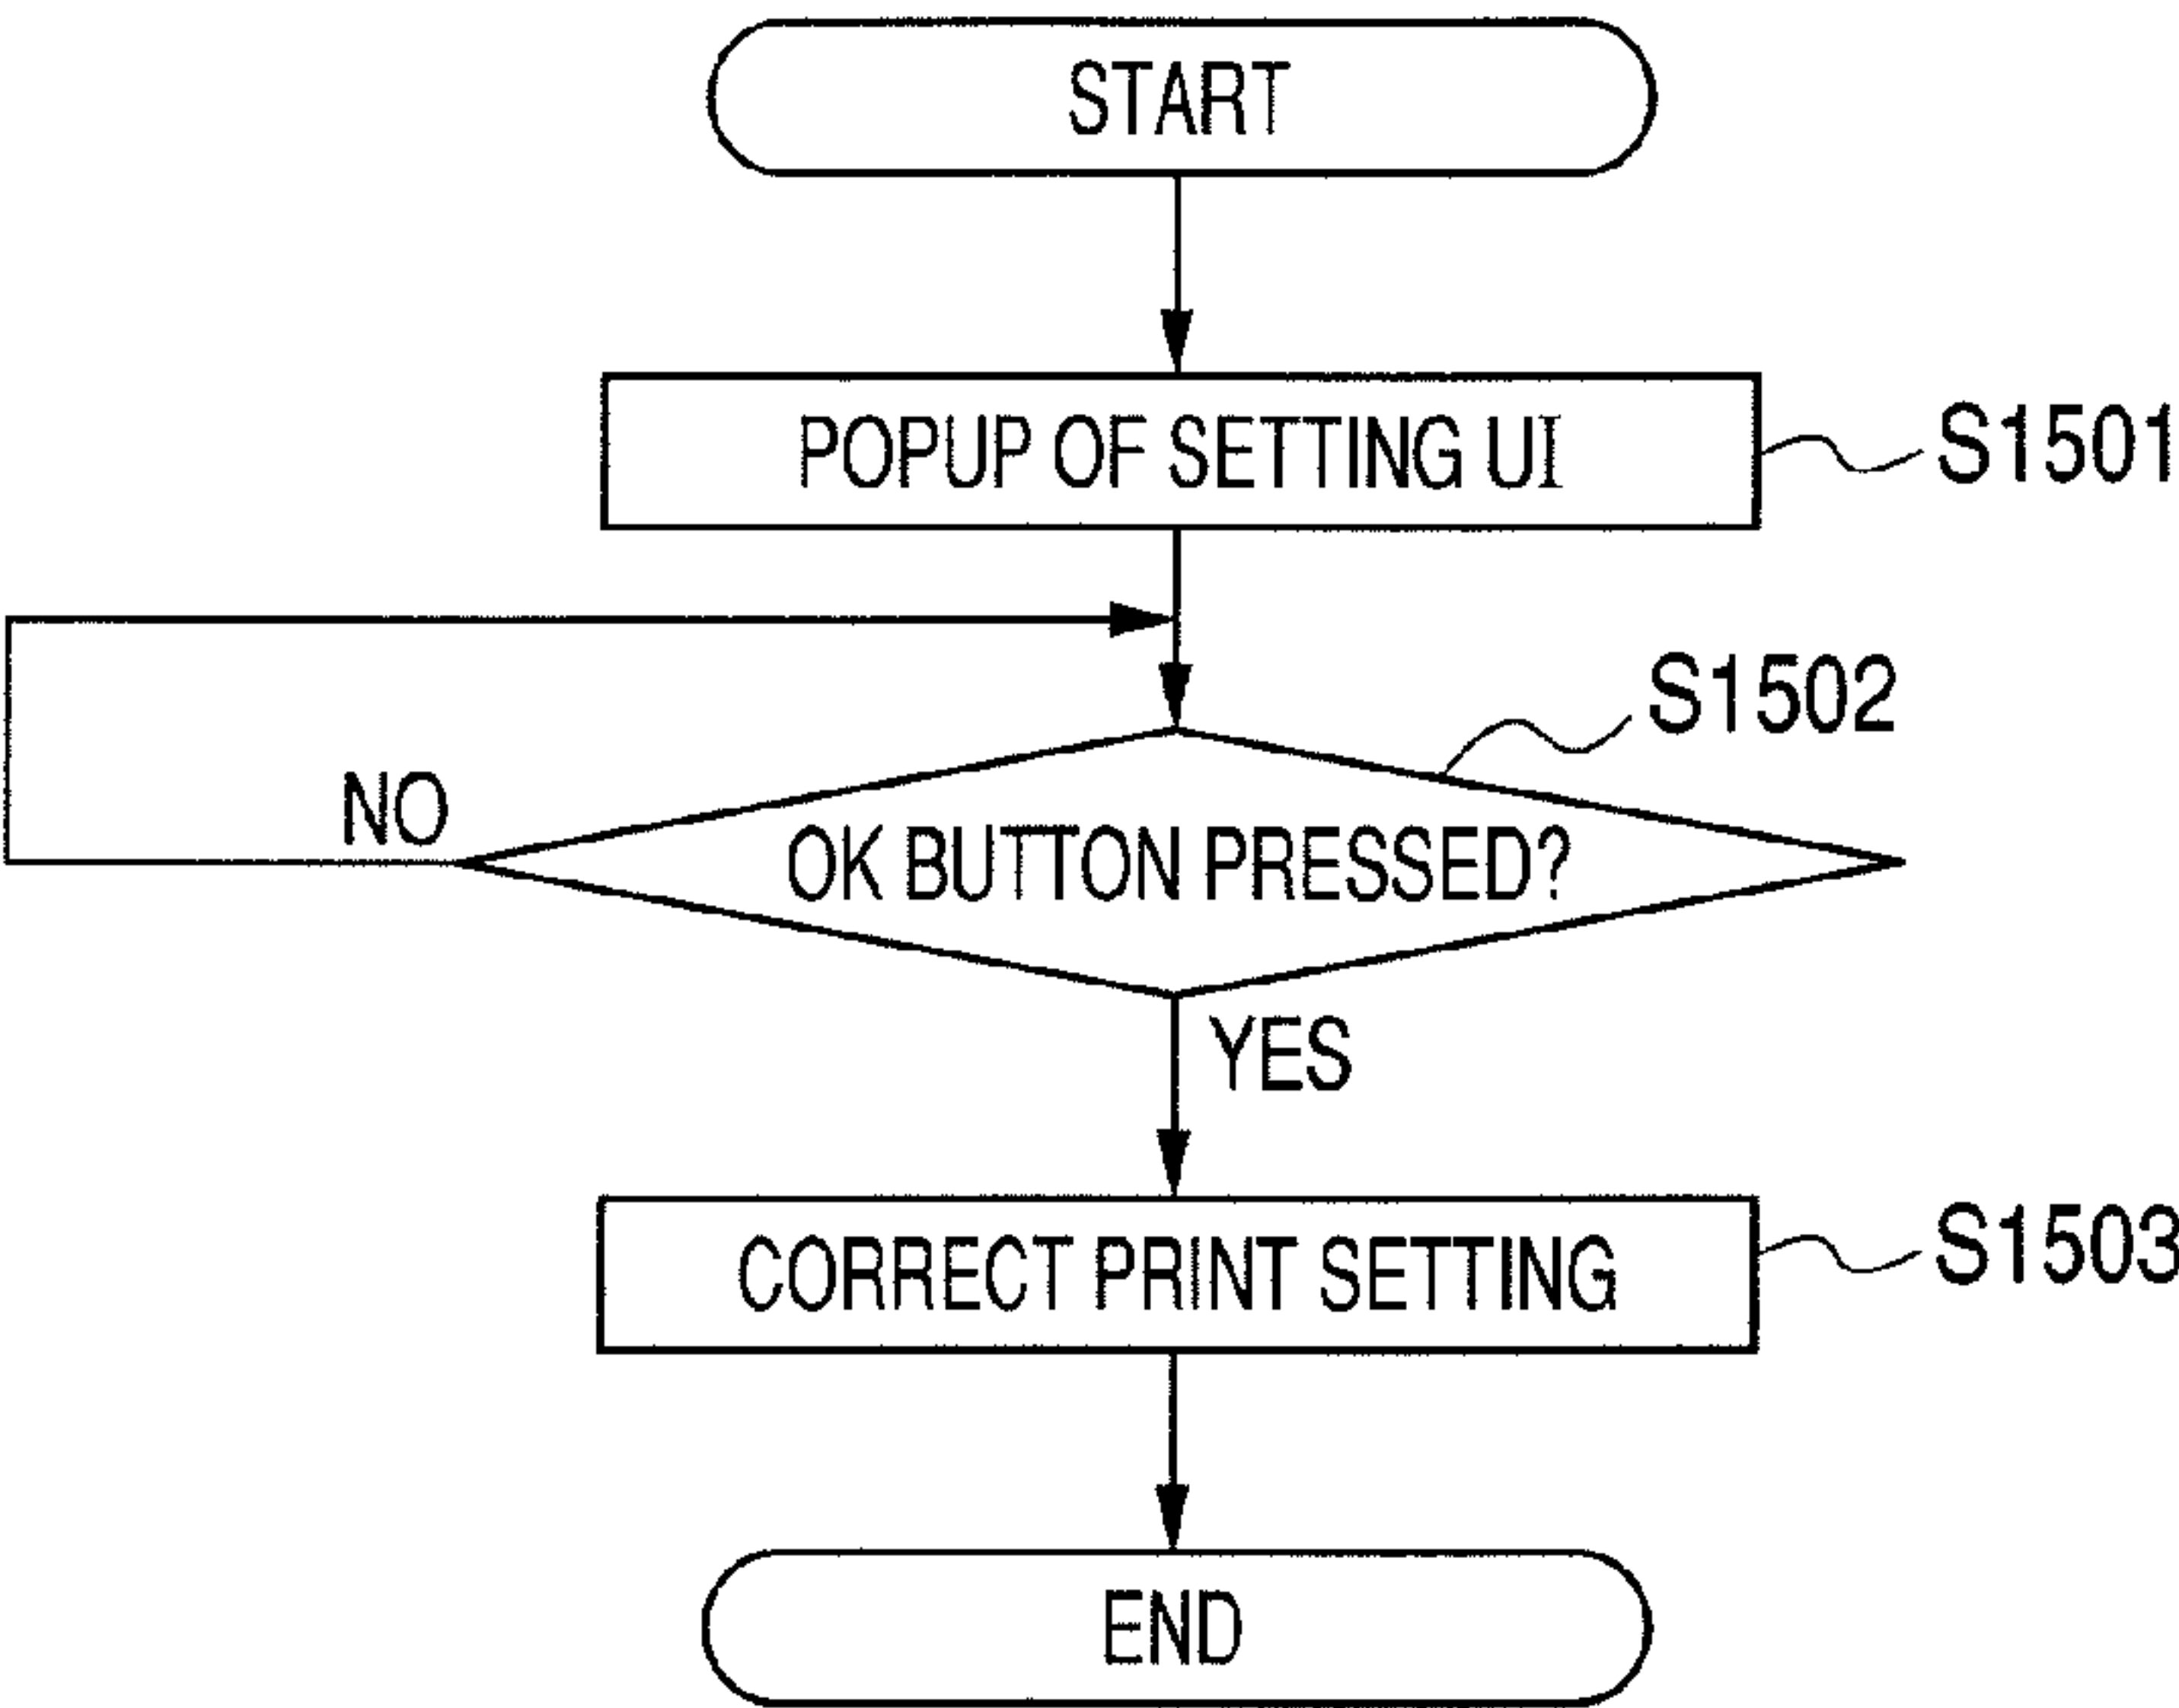 START
POPUP OF SETTING UI
S1501
S1502
NO
OK BUTTON PRESSED?
YES
CORRECT PRINT SETTING
S1503
END